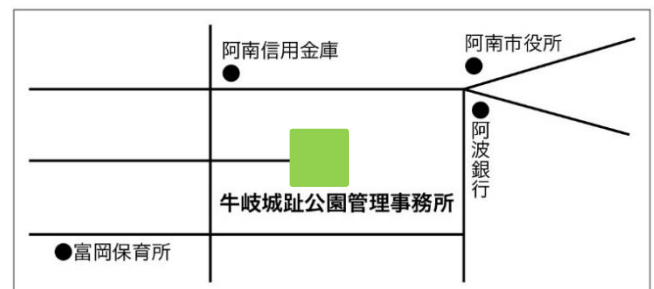 阿南信用金庫
阿南市役所
阿波銀行
牛岐城趾公園管理事務所
富岡保育所